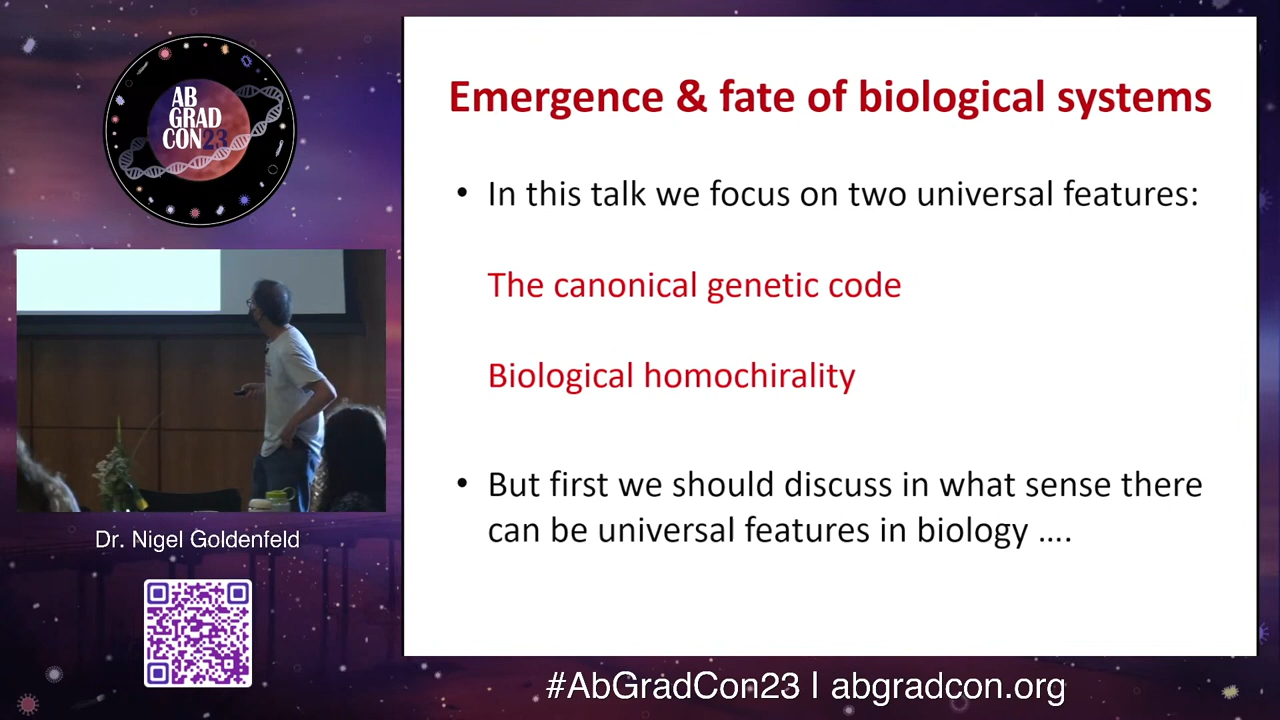 AB
GRAD
CON23
Dr. Nigel Goldenfeld
Emergence & fate of biological systems
• In this talk we focus on two universal features:
The canonical genetic code
Biological homochirality
• But first we should discuss in what sense there
can be universal features in biology ....
#AbGradCon23 | abgradcon.org